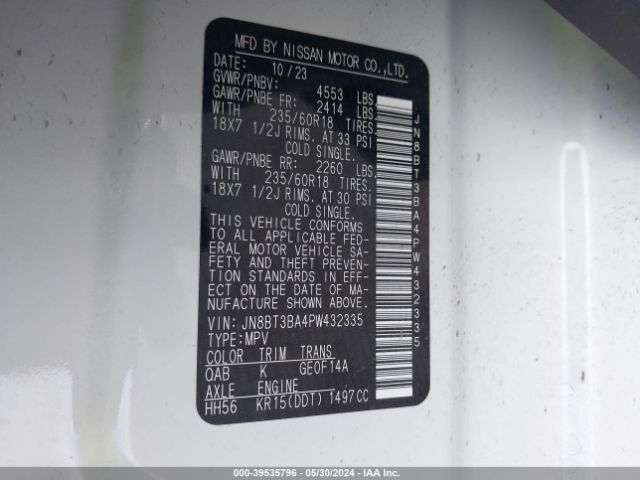 MFD BY NISSAN MOTOR CO.,LTD.
DATE: 10/23
GVWR/PNBV: 4553 LBS
GAWR/PNBE FR: 2414 LBS
WITH 235/60R18 TIRES
18X7 1/2J RIMS. AT 33 PSI
COLD SINGLE.
GAWR/PNBE RR: 2260 LBS
WITH 235/60R18 TIRES.
18X7 1/2J RIMS. AT 30 PSI
COLD SINGLE.
THIS VEHICLE CONFORMS
TO ALL APPLICABLE FED-
ERAL MOTOR VEHICLE SA-
FETY AND THEFT PREVEN-
TION STANDARDS IN EFF-
ECT ON THE DATE OF MA-
NUFACTURE SHOWN ABOVE.
VIN: JN8BT3BA4PW432335
TYPE: MPV
COLOR TRIM TRANS
QAB K GE0F14A
AXLE ENGINE
HH56 KR15(DDT) 1497CC
JN8BT3BA4PW432335
000-39535796 - 05/30/2024 - IAA Inc.